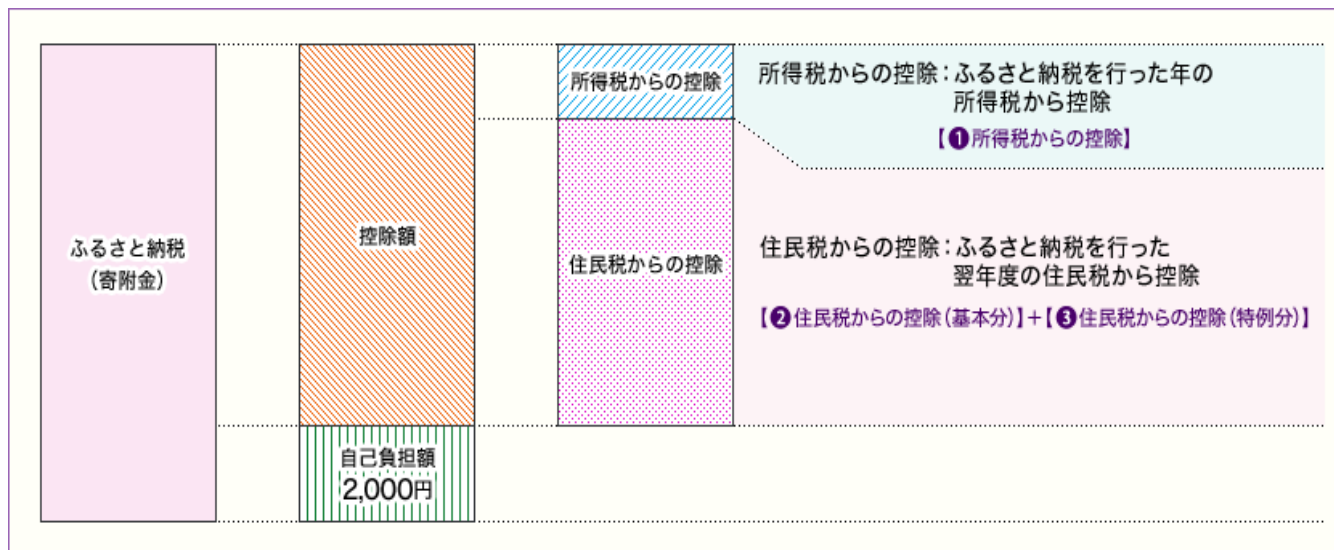 ふるさと納税
（寄附金）
控除額
自己負担額
2,000円
所得税からの控除
住民税からの控除
所得税からの控除：ふるさと納税を行った年の
所得税から控除
【❶所得税からの控除】
住民税からの控除：ふるさと納税を行った
翌年度の住民税から控除
【❷住民税からの控除（基本分）】＋【❸住民税からの控除（特例分）】